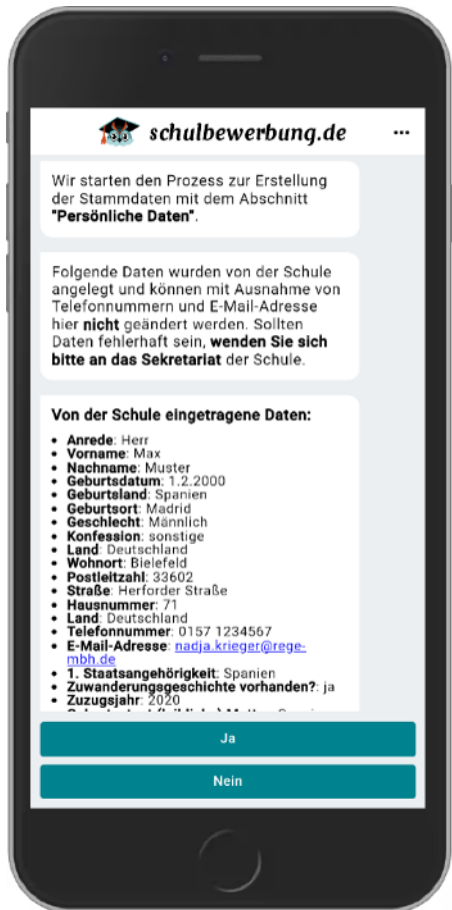 schulbewerbung.de
Wir starten den Prozess zur Erstellung
der Stammdaten mit dem Abschnitt
"Persönliche Daten".
Folgende Daten wurden von der Schule
angelegt und können mit Ausnahme von
Telefonnummern und E-Mail-Adresse
hier nicht geändert werden. Sollten
Daten fehlerhaft sein, wenden Sie sich
bitte an das Sekretariat der Schule.
Von der Schule eingetragene Daten:
• Anrede: Herr
• Vorname: Max
• Nachname: Muster
• Geburtsdatum: 1.2.2000
• Geburtsland: Spanien
• Geburtsort: Madrid
• Geschlecht: Männlich
• Konfession: sonstige
• Land: Deutschland
• Wohnort: Bielefeld
• Postleitzahl: 33602
• Straße: Herforder Straße
• Hausnummer: 71
• Land: Deutschland
• Telefonnummer: 0157 1234567
• E-Mail-Adresse: nadja.krieger@rege-
mbh.de
• 1. Staatsangehörigkeit: Spanien
• Zuwanderungsgeschichte vorhanden?: ja
• Zuzugsjahr: 2020
Ja
Nein